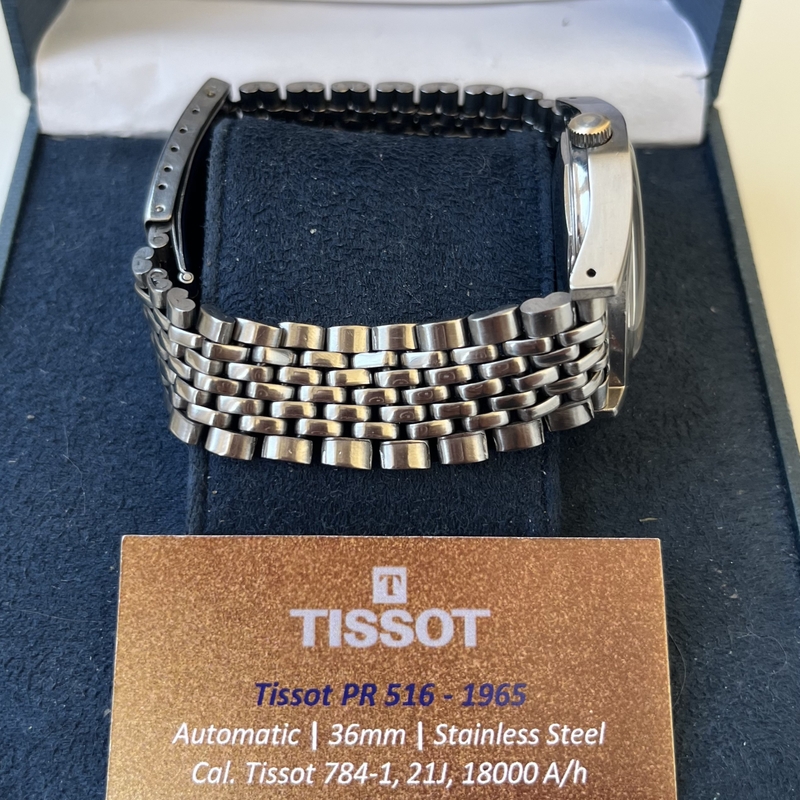 T
TISSOT
Tissot PR 516 - 1965
Automatic | 36mm | Stainless Steel
Cal. Tissot 784-1, 21J, 18000 A/h